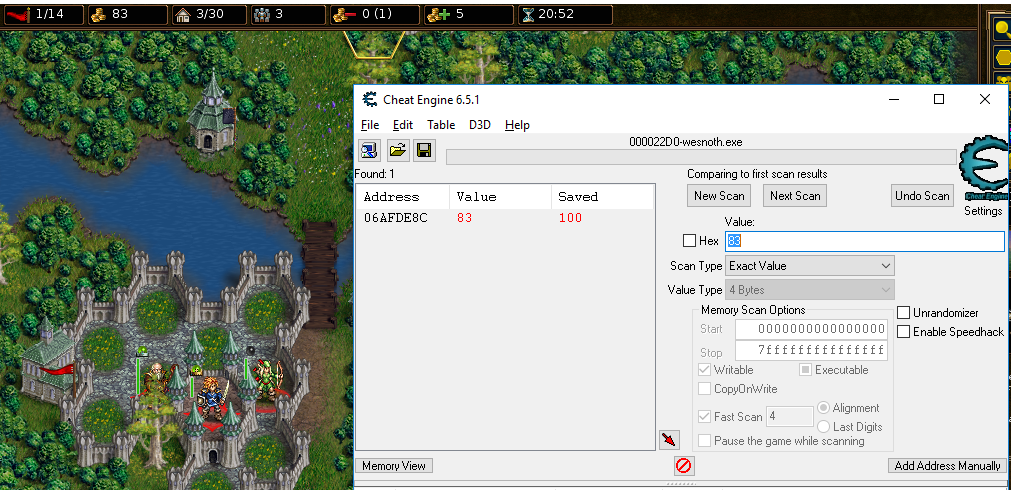 1/14 83 3/30 3 0 (1) 5 20:52
Cheat Engine 6.5.1
File Edit Table D3D Help
000022D0-wesnoth.exe
Found: 1
Comparing to first scan results
Address Value Saved
New Scan Next Scan Undo Scan
Cheat Engine
Settings
06AFDE8C 83 100
Value:
Hex 83
Scan Type Exact Value
Value Type 4 Bytes
Memory Scan Options
Unrandomizer
Start 0000000000000000
Enable Speedhack
Stop 7fffffffffffffff
Writable Executable
CopyOnWrite
Fast Scan 4 Alignment
Last Digits
Pause the game while scanning
Memory View Add Address Manually